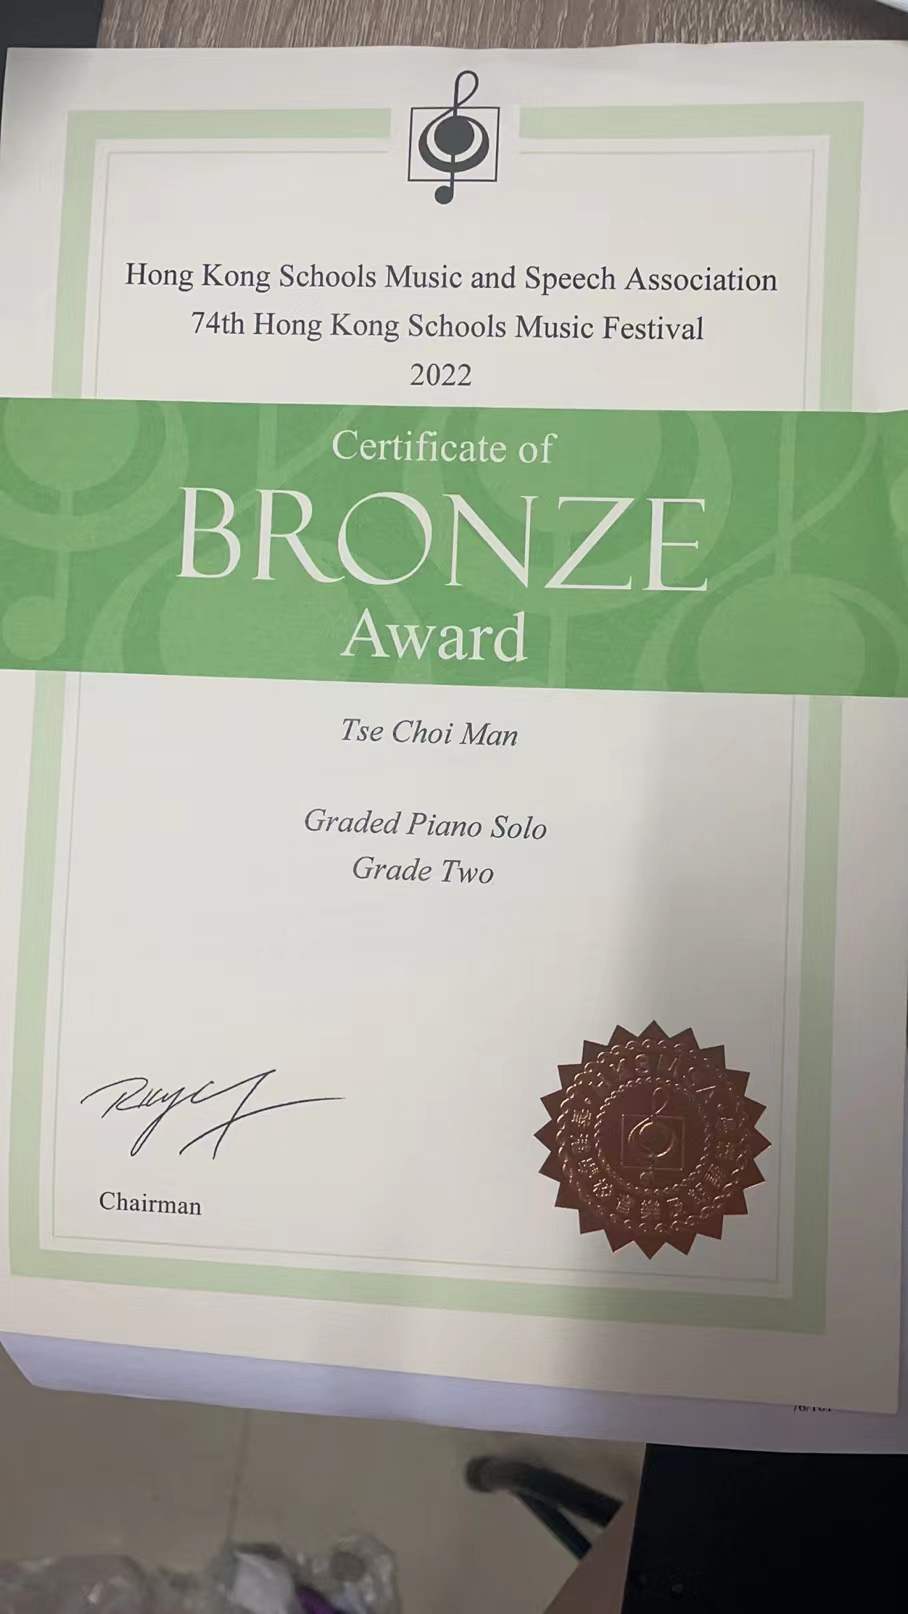 Hong Kong Schools Music and Speech Association
74th Hong Kong Schools Music Festival
2022
Certificate of
BRONZE
Award
Tse Choi Man
Graded Piano Solo
Grade Two
Chairman